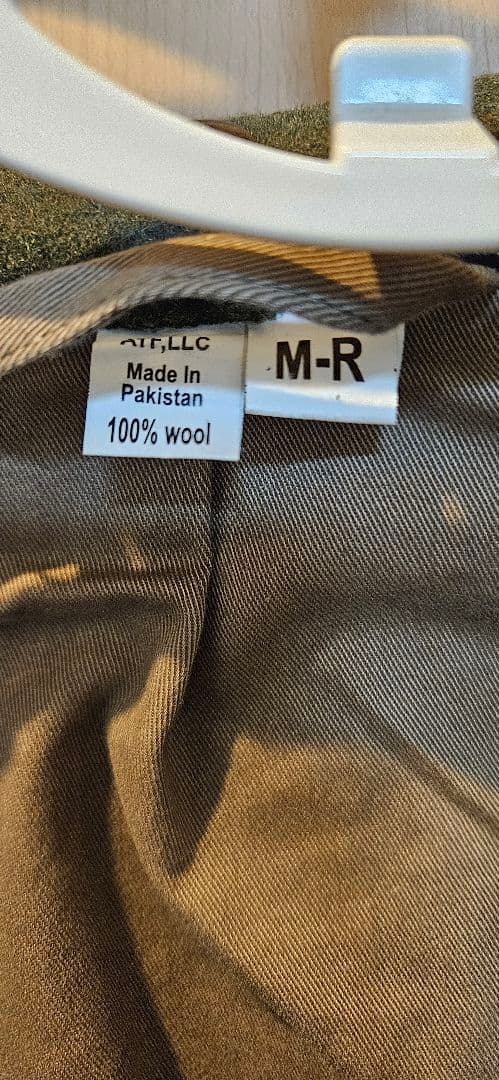 ATF,LLC
Made In
Pakistan
100% wool
M-R